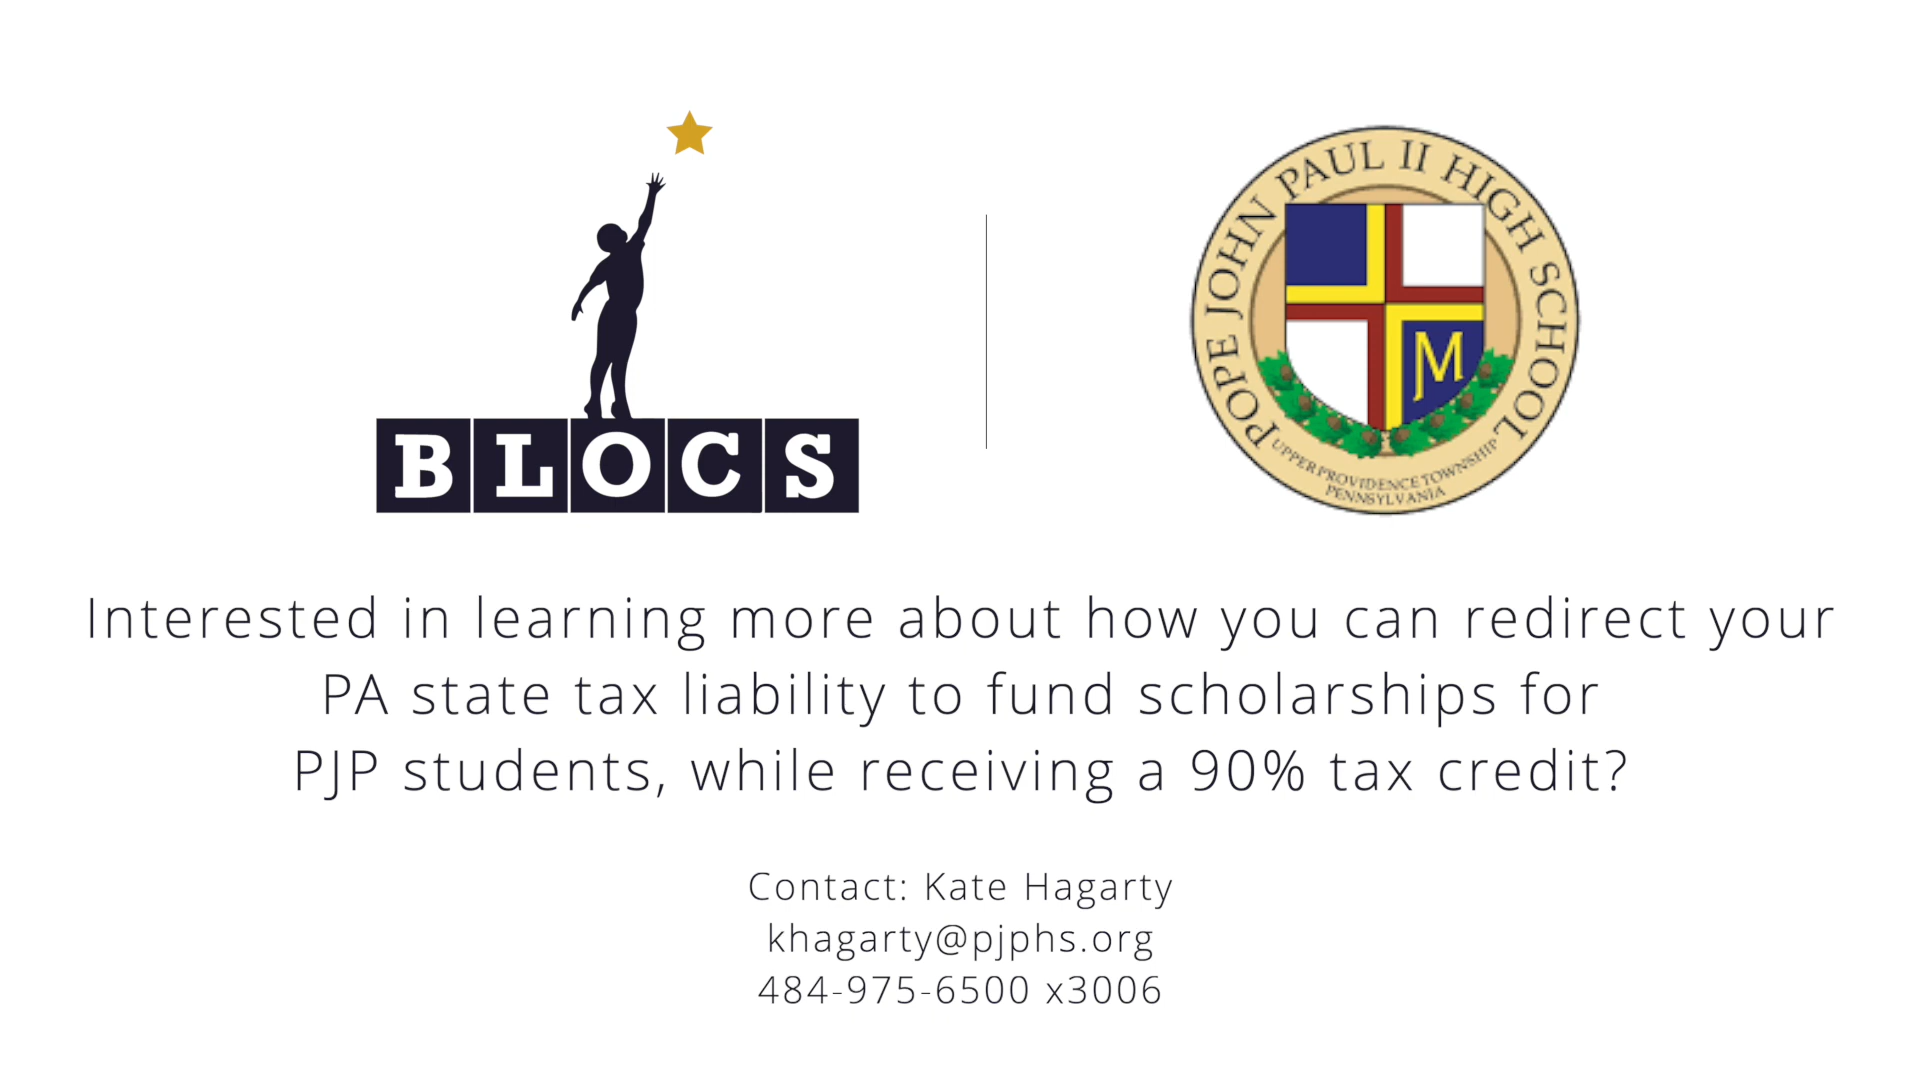 BLOCS
POPE JOHN PAUL II HIGH SCHOOL
M
UPPER PROVIDENCE TOWNSHIP
PENNSYLVANIA
Interested in learning more about how you can redirect your
PA state tax liability to fund scholarships for
PJP students, while receiving a 90% tax credit?
Contact: Kate Hagarty
khagarty@pjphs.org
484-975-6500 x3006